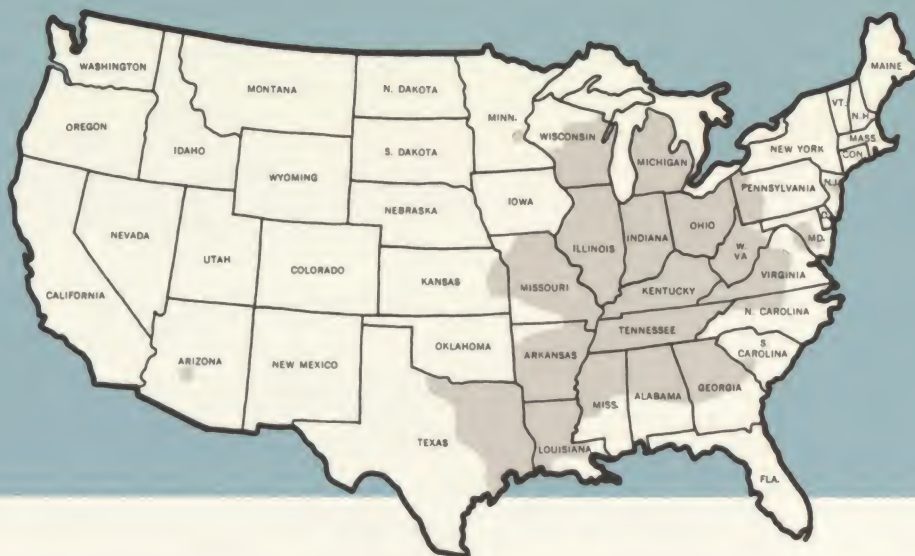 WASHINGTON
MONTANA
N. DAKOTA
MINN.
MAINE
VT.
N.H.
OREGON
IDAHO
S. DAKOTA
WISCONSIN
MICHIGAN
NEW YORK
MASS.
CON.
WYOMING
NEBRASKA
IOWA
PENNSYLVANIA
N.J.
NEVADA
UTAH
COLORADO
KANSAS
MISSOURI
ILLINOIS
INDIANA
OHIO
W.
VA.
MD.
D.
CALIFORNIA
KENTUCKY
VIRGINIA
ARIZONA
NEW MEXICO
OKLAHOMA
ARKANSAS
TENNESSEE
N. CAROLINA
S.
CAROLINA
TEXAS
LOUISIANA
MISS.
ALABAMA
GEORGIA
FLA.